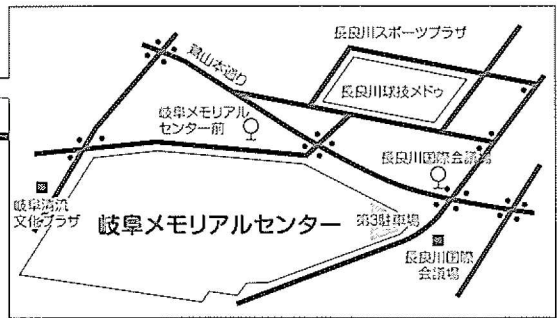 長良川スポーツプラザ
鷺山本通り
長良川球技メドゥ
岐阜メモリアル
センター前
長良川国際会議場
岐阜清流
文化プラザ
岐阜メモリアルセンター
第3駐車場
長良川国際
会議場